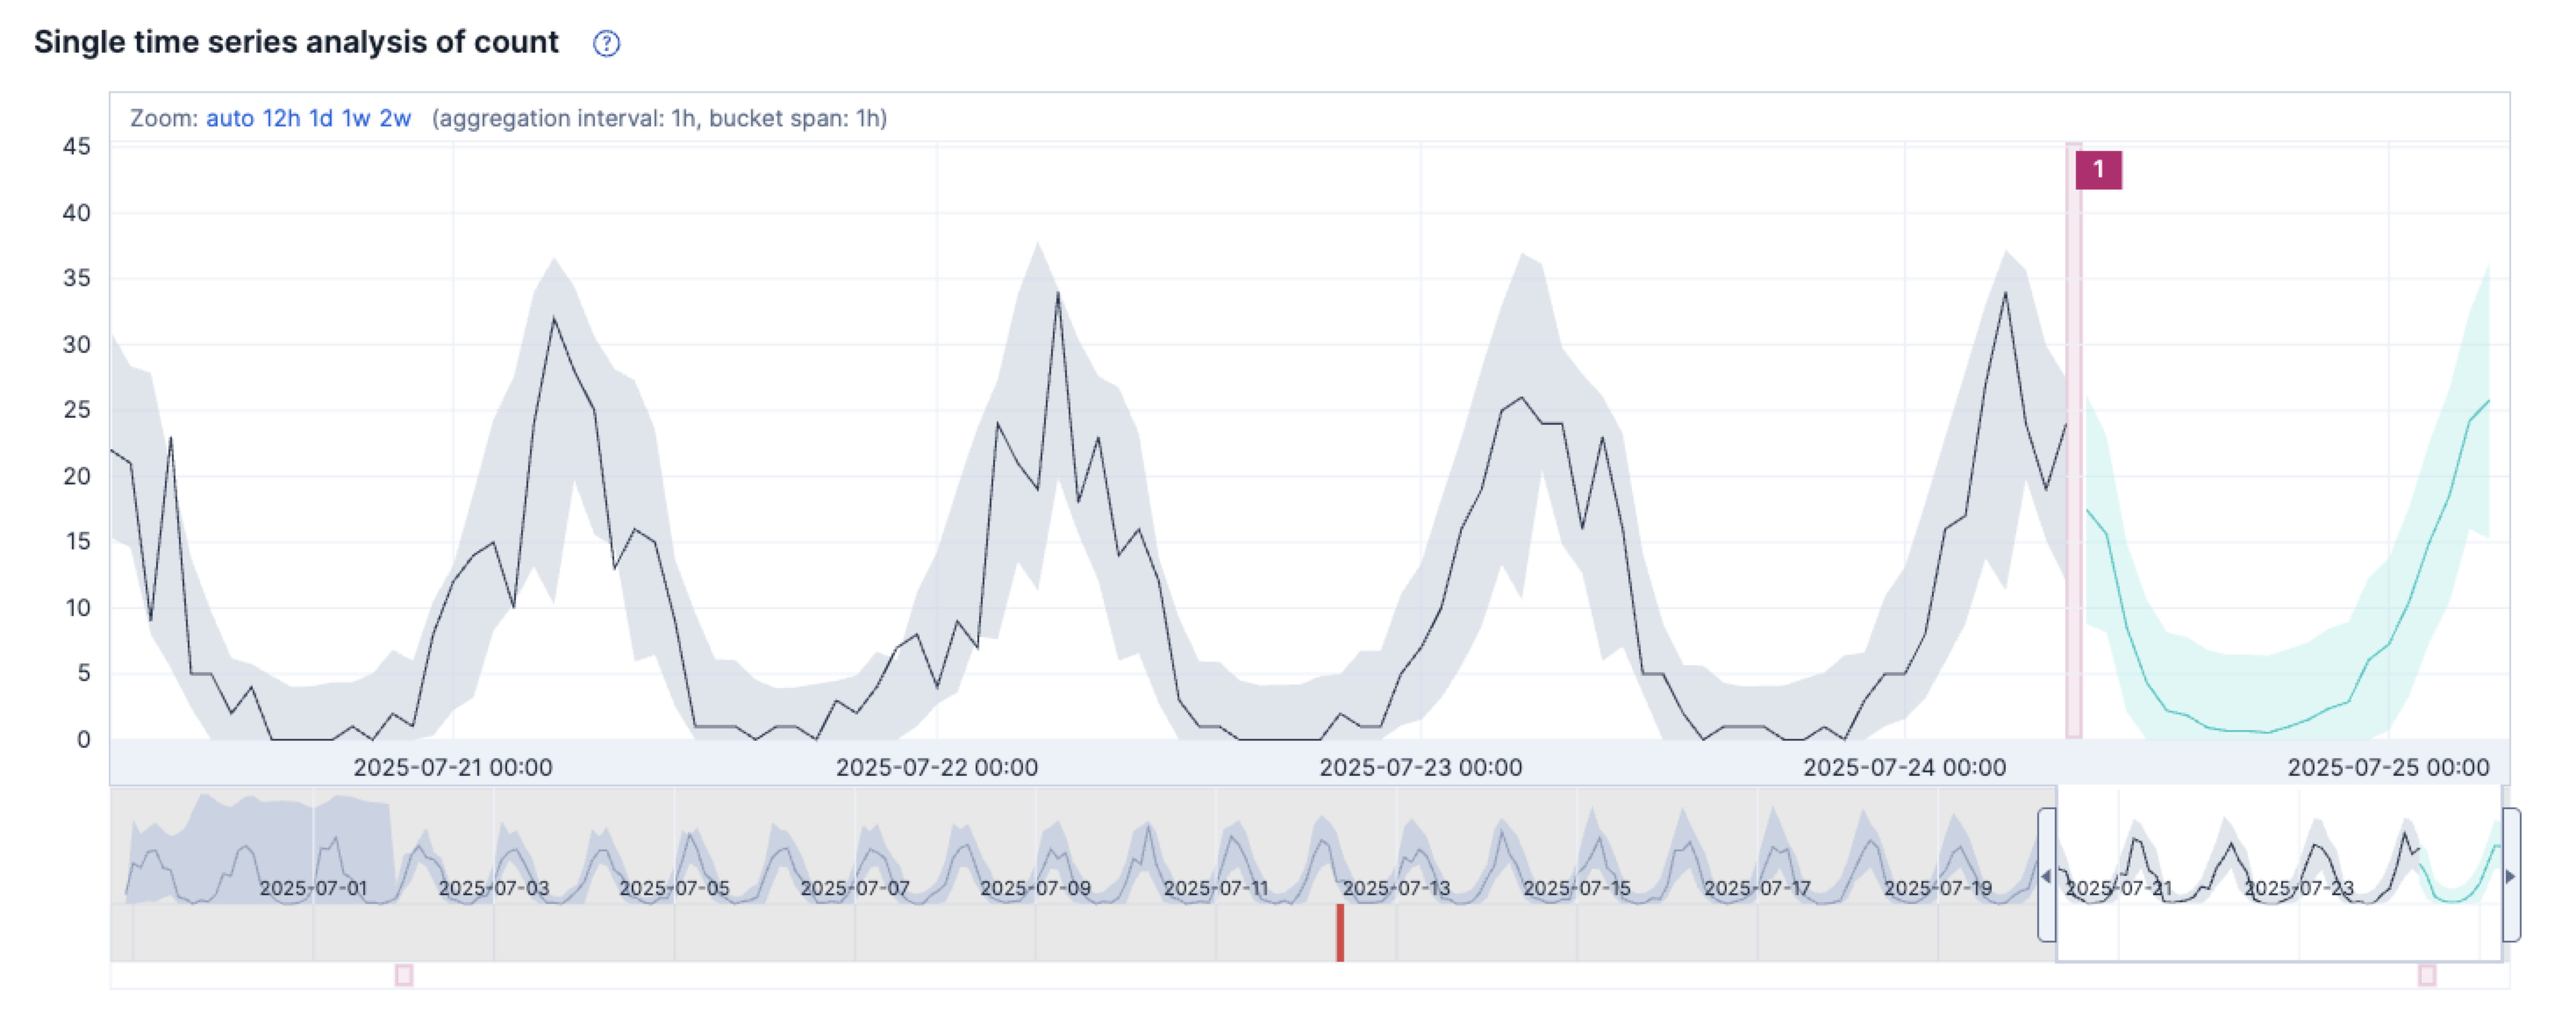 Single time series analysis of count ?
Zoom: auto 12h 1d 1w 2w (aggregation interval: 1h, bucket span: 1h)
45
40
35
30
25
20
15
10
5
0
1
2025-07-21 00:00 2025-07-22 00:00 2025-07-23 00:00 2025-07-24 00:00 2025-07-25 00:00
2025-07-01 2025-07-03 2025-07-05 2025-07-07 2025-07-09 2025-07-11 2025-07-13 2025-07-15 2025-07-17 2025-07-19 2025-07-21 2025-07-23